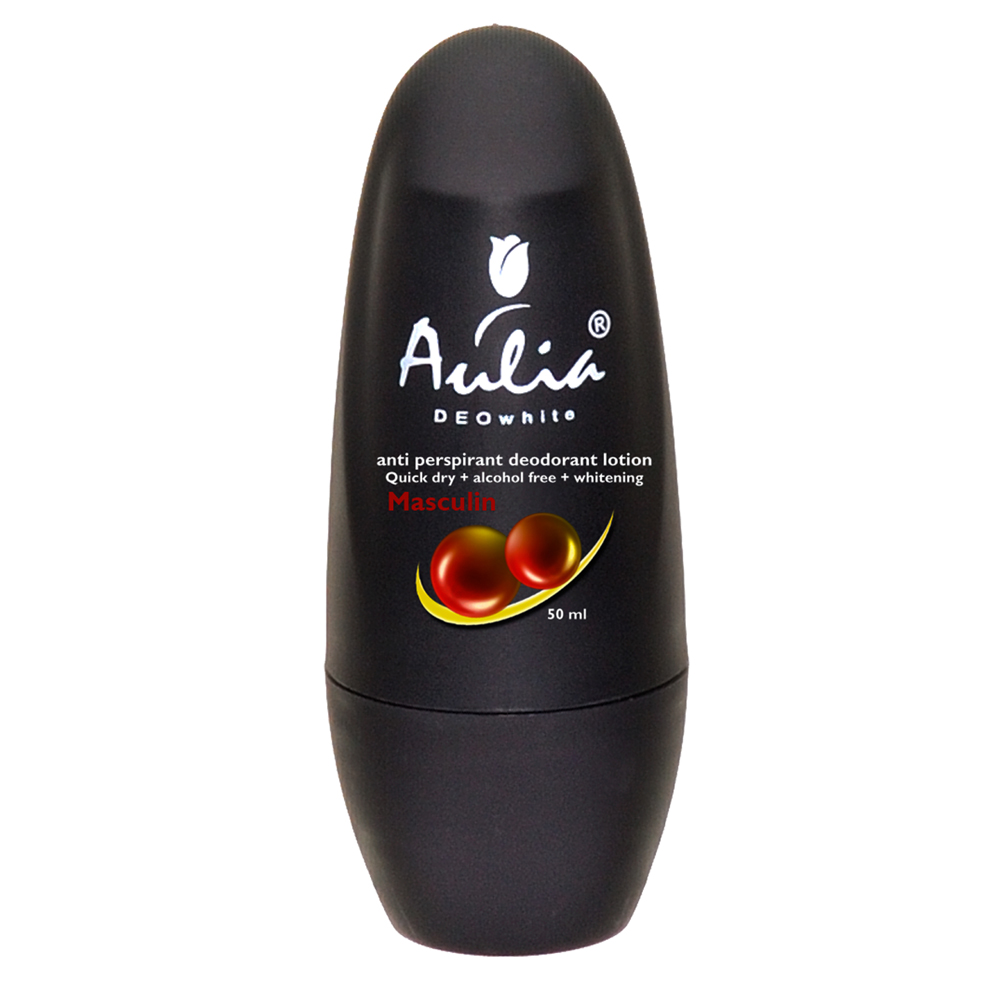 Aulia®
DEOwhite
anti perspirant deodorant lotion
Quick dry + alcohol free + whitening
Masculin
50 ml